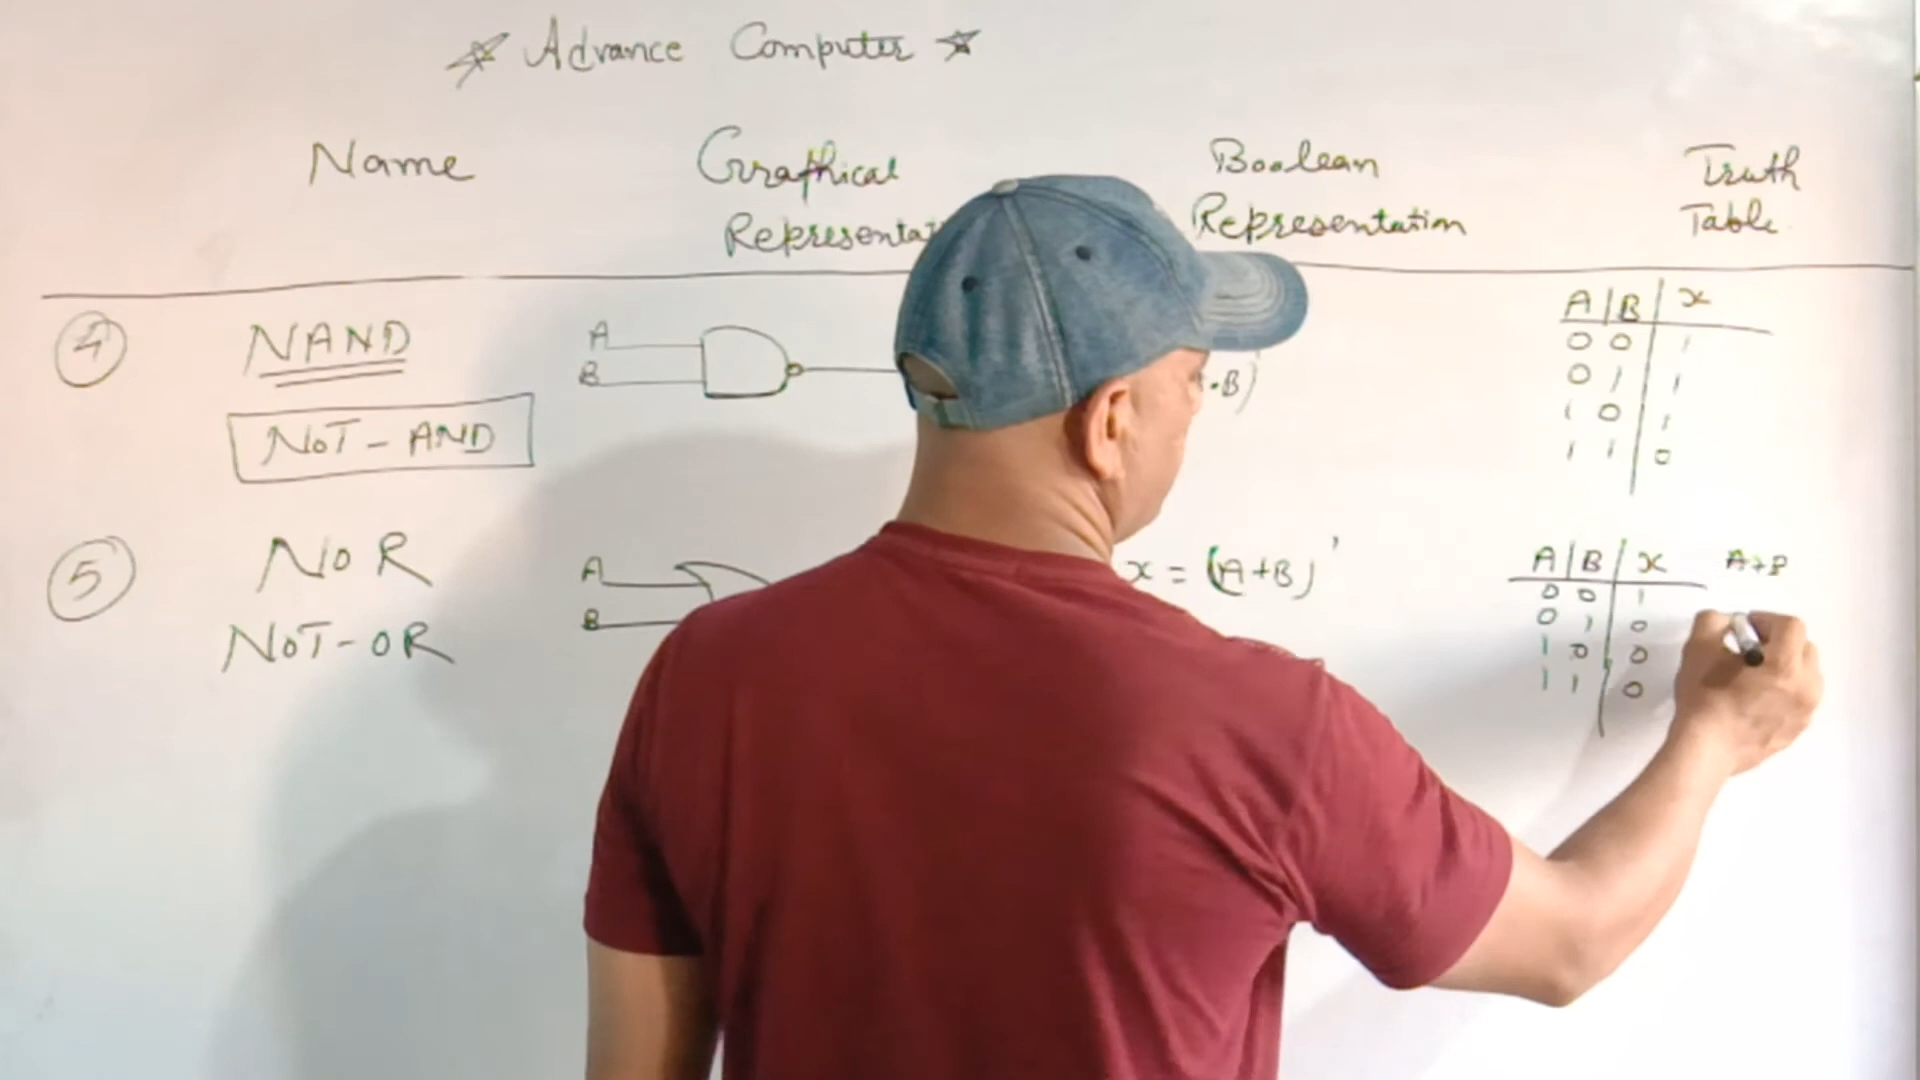 Advance Computer
Name
Graphical
Boolean
Truth
Representa
Representation
Table
4
NAND
A
B
·B)
A B x
0 0 1
0 1 1
1 0 1
1 1 0
NOT-AND
5
NOR
A
B
x = (A+B)'
A B x A+B
0 0 1
0 1 0
1 0 0
1 1 0
NOT-OR